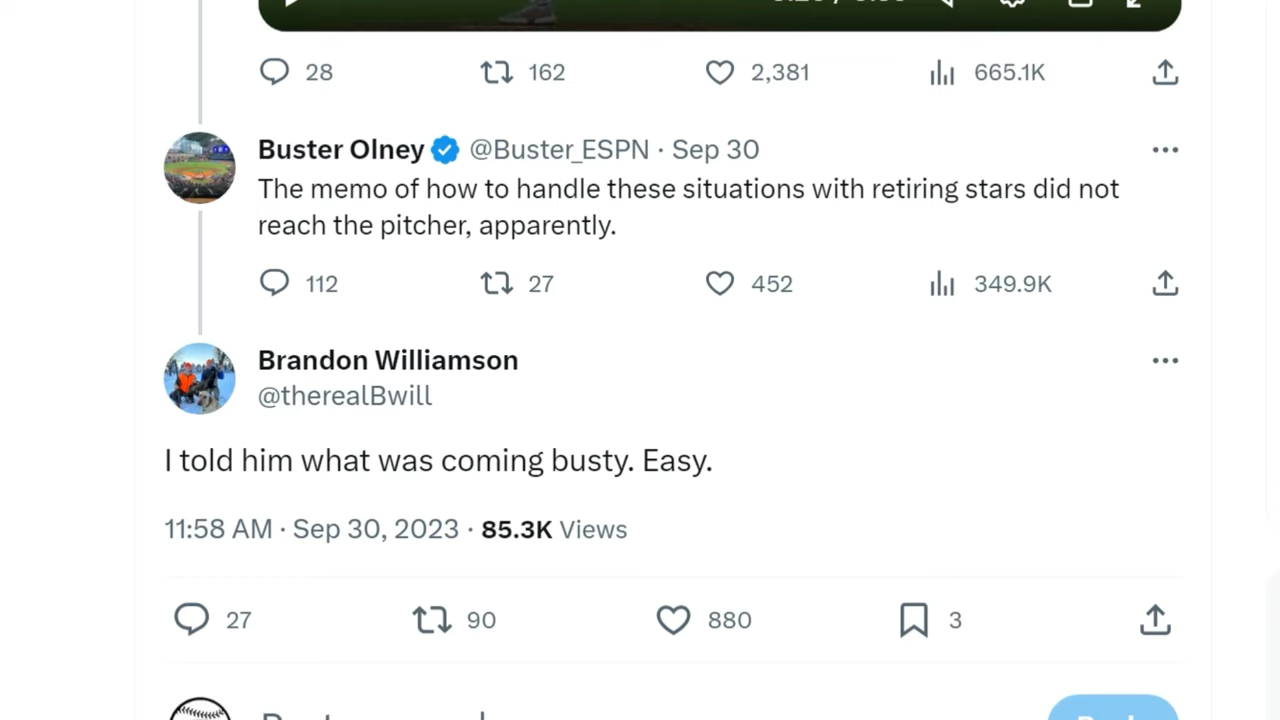 28 162 2,381 665.1K
Buster Olney @Buster_ESPN · Sep 30
The memo of how to handle these situations with retiring stars did not
reach the pitcher, apparently.
112 27 452 349.9K
Brandon Williamson
@therealBwill
I told him what was coming busty. Easy.
11:58 AM · Sep 30, 2023 · 85.3K Views
27 90 880 3